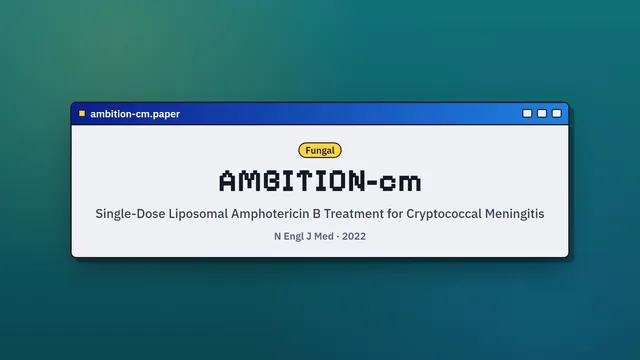 ambition-cm.paper
Fungal
AMBITION-cm
Single-Dose Liposomal Amphotericin B Treatment for Cryptococcal Meningitis
N Engl J Med · 2022